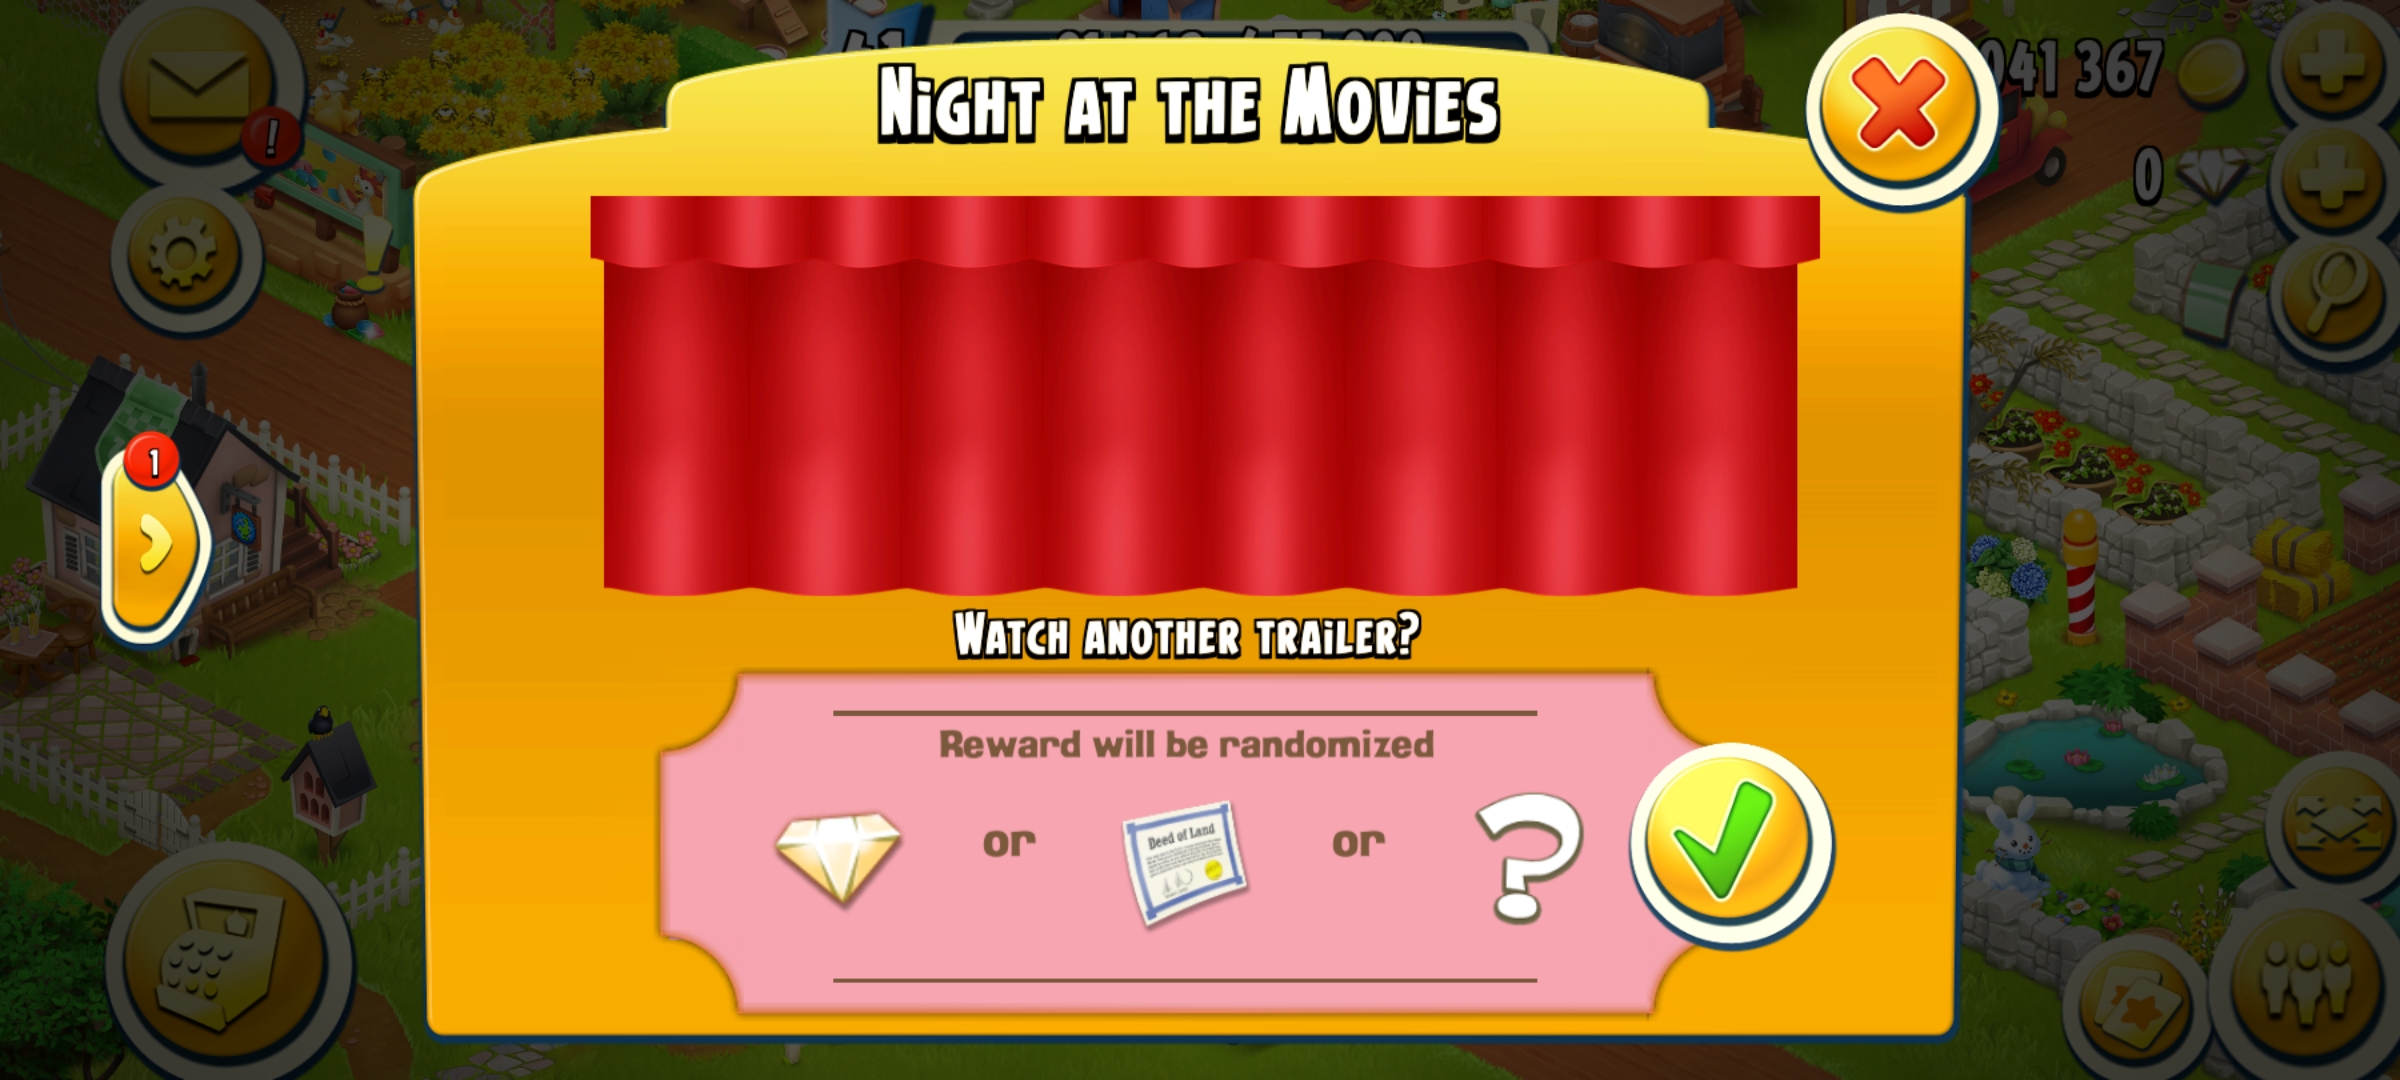 Night at the Movies
041 367
!
0
1
Watch another trailer?
Reward will be randomized
or
Deed of Land
or
?